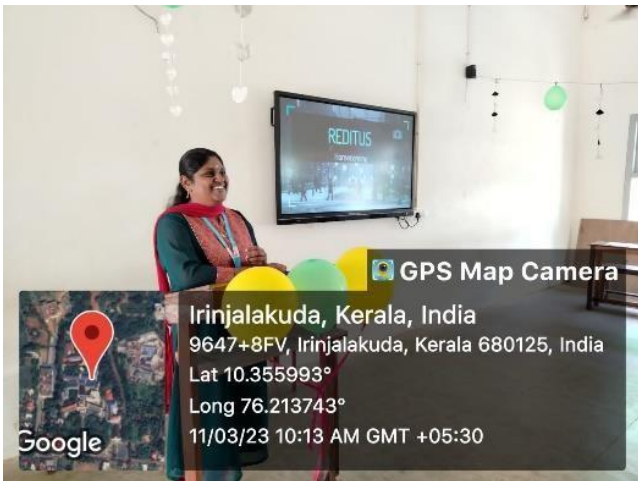 REDITUS
homecoming
GPS Map Camera
Irinjalakuda, Kerala, India
9647+8FV, Irinjalakuda, Kerala 680125, India
Lat 10.355993°
Long 76.213743°
11/03/23 10:13 AM GMT +05:30
Google